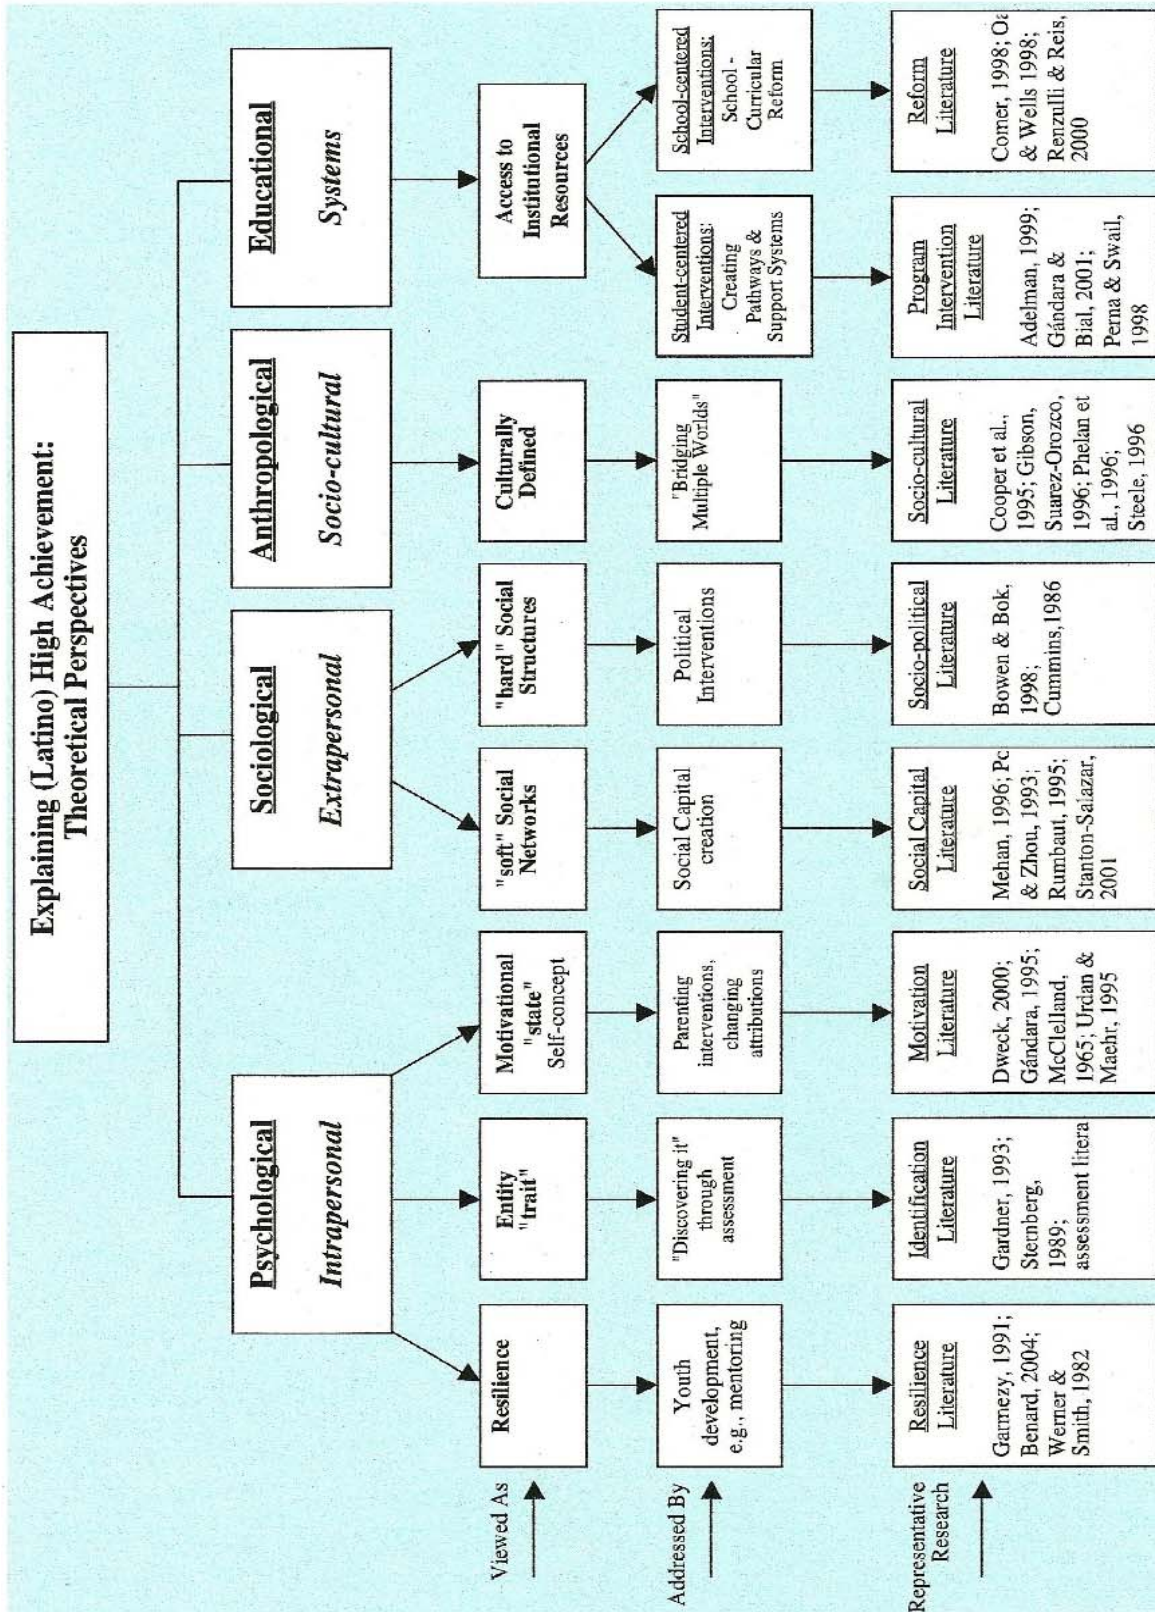 Explaining (Latino) High Achievement:
Theoretical Perspectives
Psychological
Intrapersonal
Sociological
Extrapersonal
Anthropological
Socio-cultural
Educational
Systems
Viewed As
Resilience
Entity
"trait"
Motivational
"state"
Self-concept
"soft" Social
Networks
"hard" Social
Structures
Culturally
Defined
Access to
Institutional
Resources
Addressed By
Youth
development,
e.g., mentoring
"Discovering it"
through
assessment
Parenting
interventions,
changing
attributions
Social Capital
creation
Political
Interventions
"Bridging
Multiple Worlds"
Student-centered
Interventions:
Creating
Pathways &
Support Systems
School-centered
Interventions:
School -
Curricular
Reform
Representative
Research
Resilience
Literature
Garmezy, 1991;
Benard, 2004;
Werner &
Smith, 1982
Identification
Literature
Gardner, 1993;
Sternberg,
1989;
assessment litera
Motivation
Literature
Dweck, 2000;
Gándara, 1995;
McClelland,
1965; Urdan &
Maehr, 1995
Social Capital
Literature
Mehan, 1996;
& Zhou, 1993;
Rumbaut, 1995;
Stanton-Salazar,
2001
Socio-political
Literature
Bowen & Bok,
1998;
Cummins,1986
Socio-cultural
Literature
Cooper et al.,
1995; Gibson,
Suarez-Orozco,
1996; Phelan et
al., 1996;
Steele, 1996
Program
Intervention
Literature
Adelman, 1999;
Gándara &
Bial, 2001;
Perna & Swail,
1998
Reform
Literature
Comer, 1998;
& Wells 1998;
Renzulli & Reis,
2000